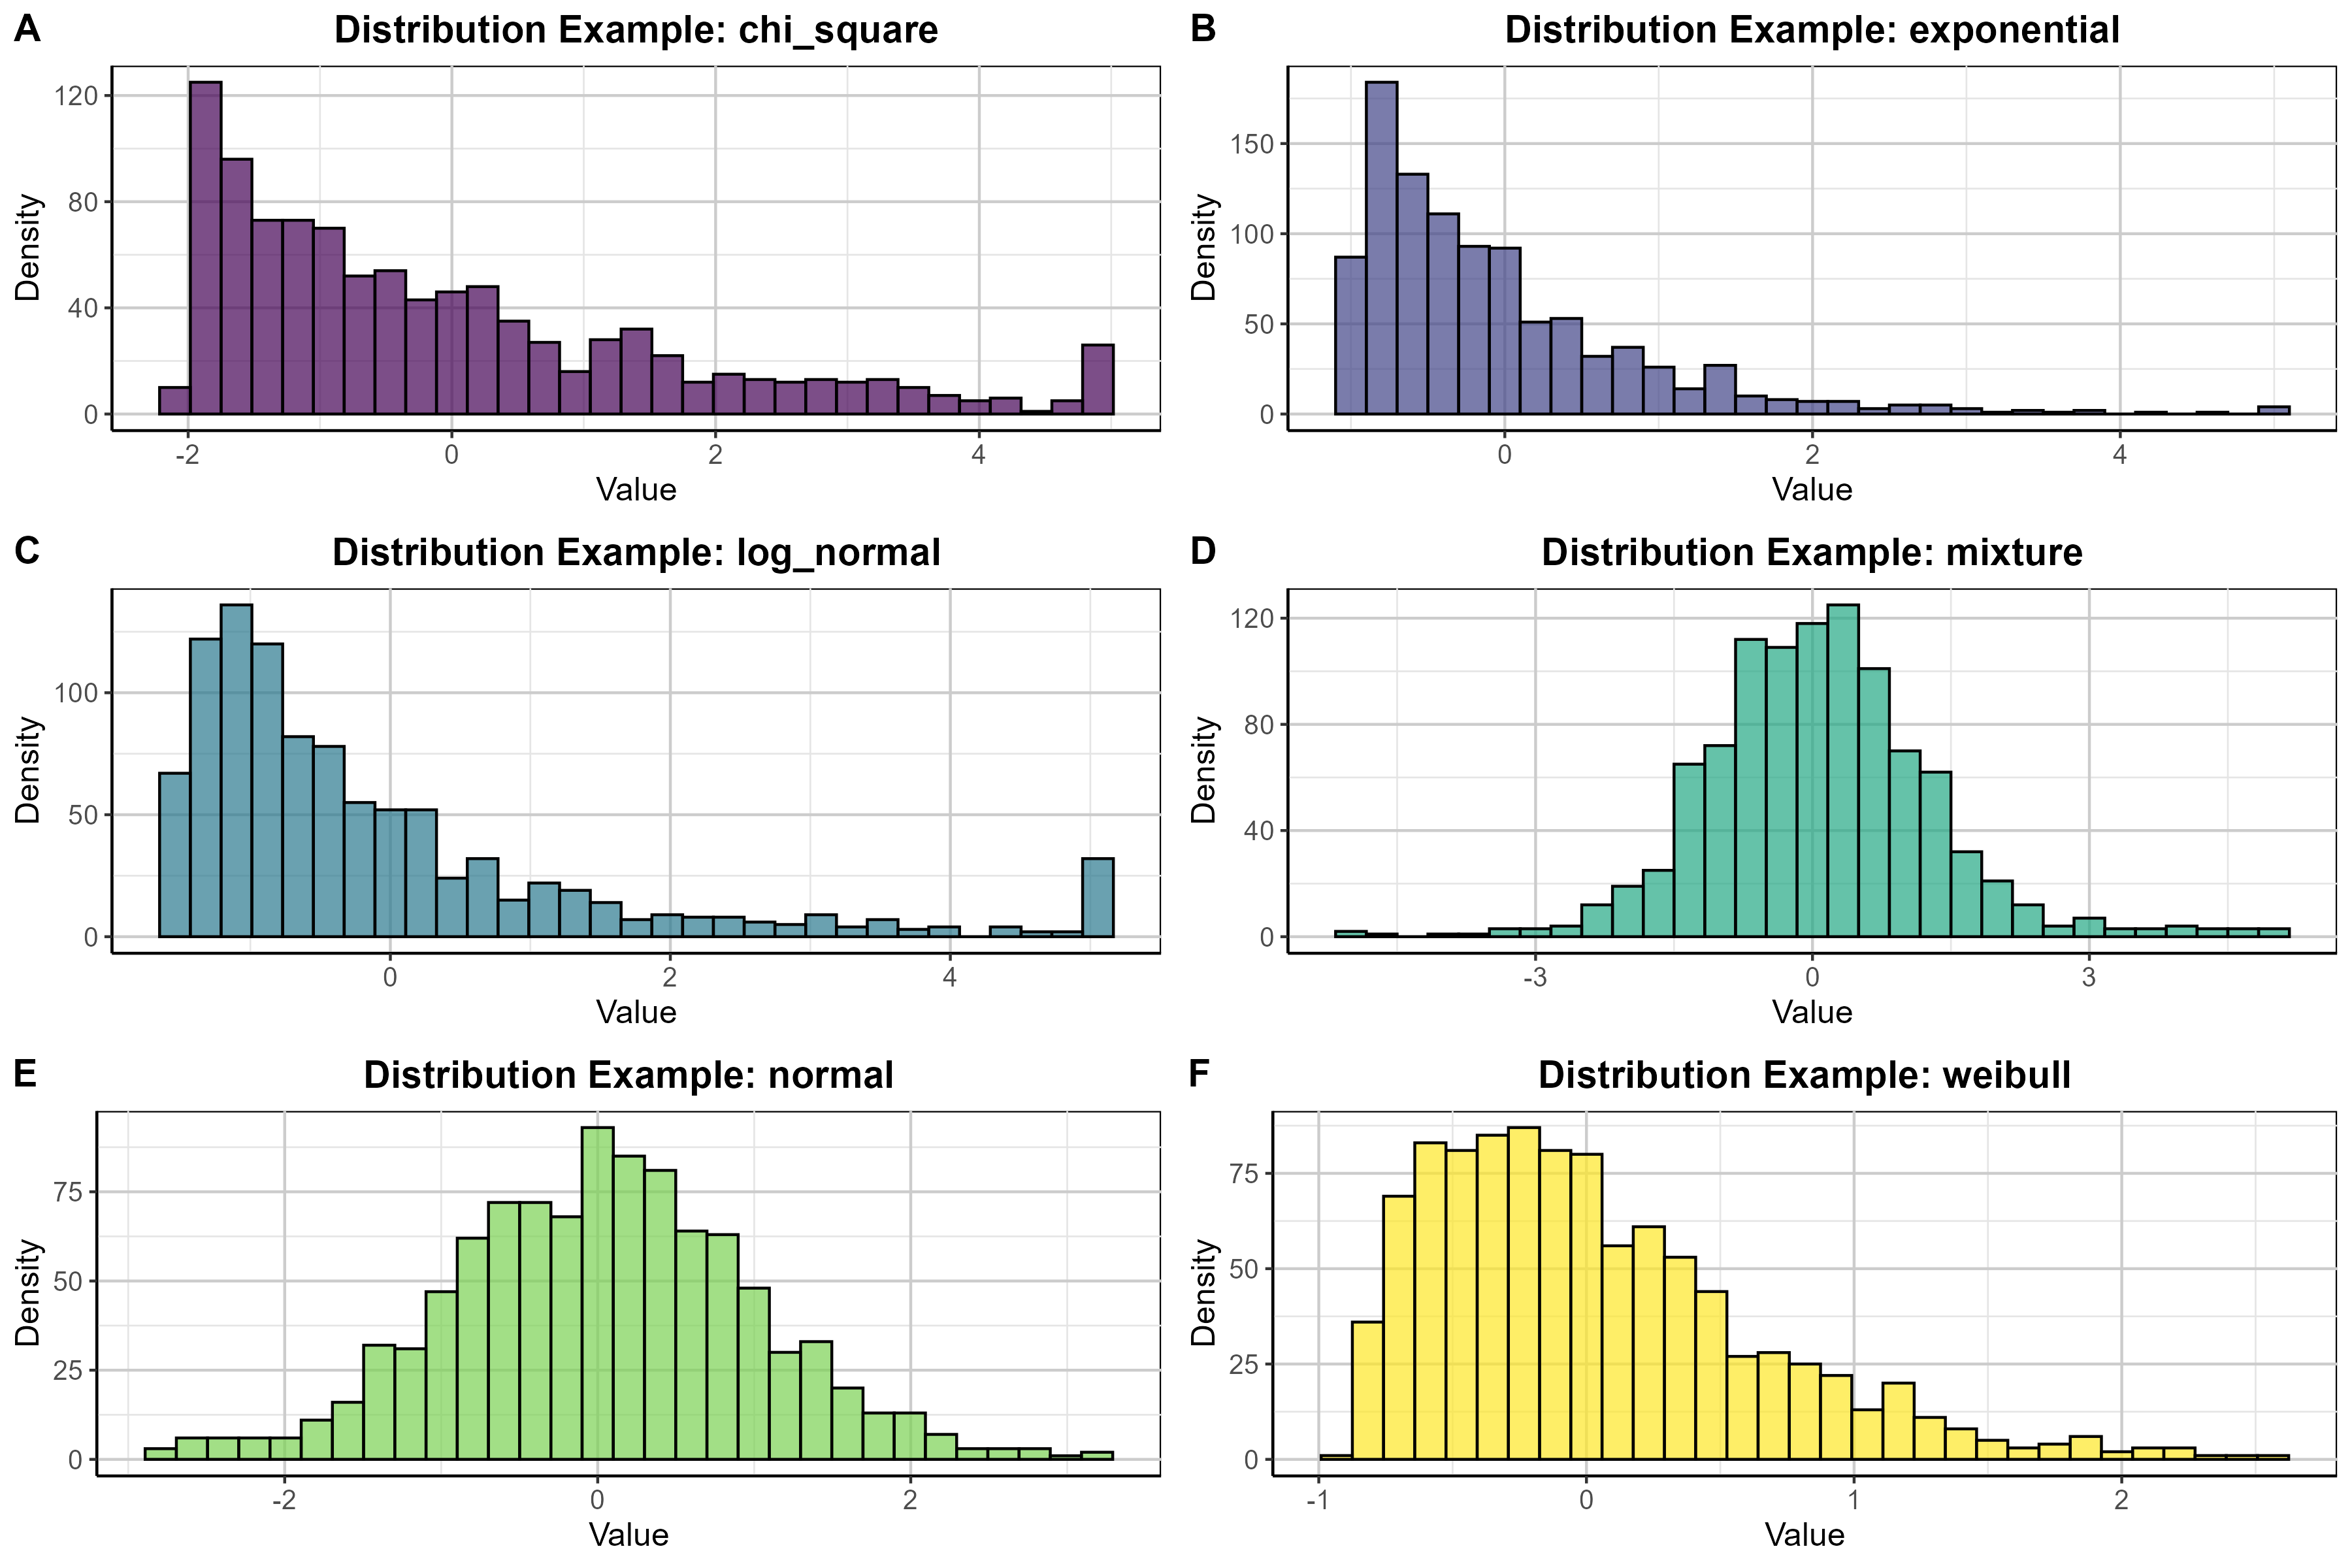 A
Distribution Example: chi_square
Density
120
80
40
0
-2 0 2 4
Value
B
Distribution Example: exponential
Density
150
100
50
0
0 2 4
Value
C
Distribution Example: log_normal
Density
100
50
0
0 2 4
Value
D
Distribution Example: mixture
Density
120
80
40
0
-3 0 3
Value
E
Distribution Example: normal
Density
75
50
25
0
-2 0 2
Value
F
Distribution Example: weibull
Density
75
50
25
0
-1 0 1 2
Value